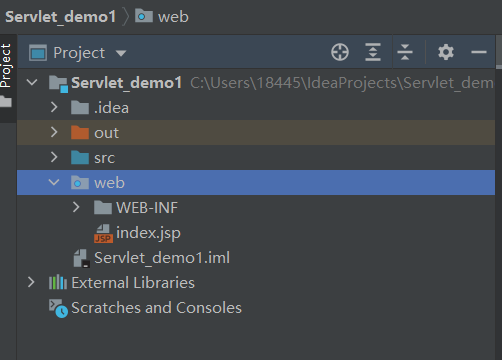 Servlet_demo1 web
Project
Project
Servlet_demo1 C:\Users\18445\IdeaProjects\Servlet_dem
.idea
out
src
web
WEB-INF
index.jsp
JSP
Servlet_demo1.iml
External Libraries
Scratches and Consoles